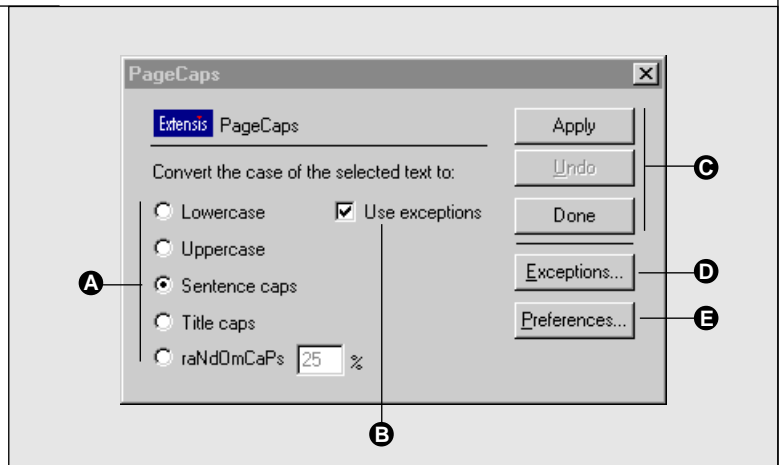 PageCaps
Extensis PageCaps
Convert the case of the selected text to:
Lowercase
Use exceptions
Uppercase
Sentence caps
Title caps
raNdOmCaPs 25 %
Apply
Undo
Done
Exceptions...
Preferences...
A
B
C
D
E